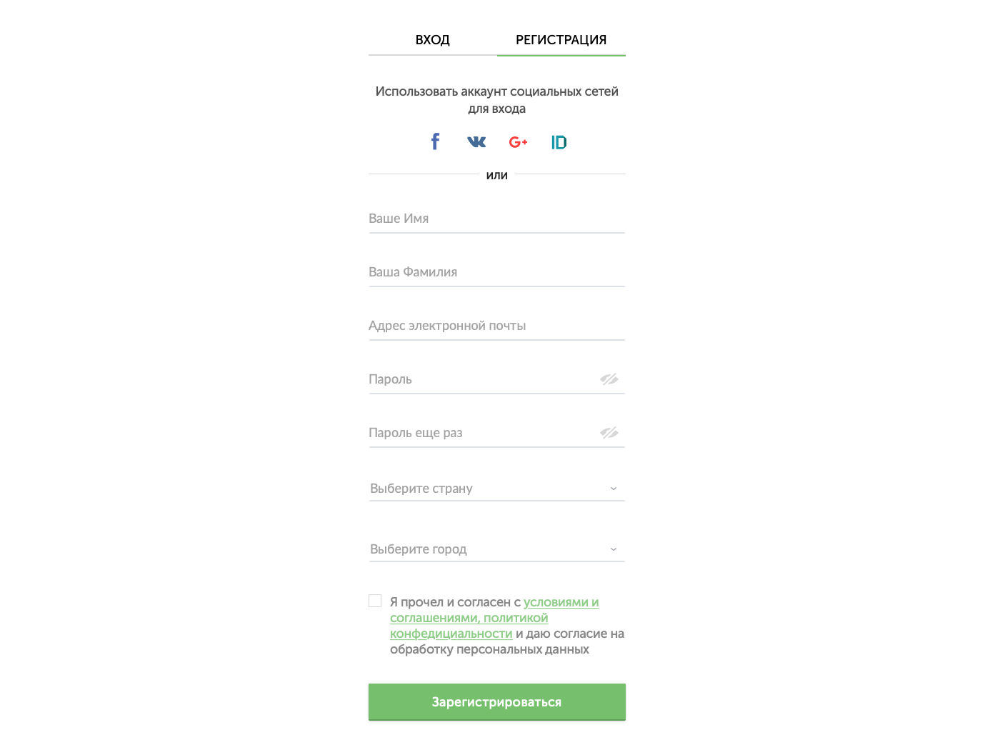 ВХОД
РЕГИСТРАЦИЯ
Использовать аккаунт социальных сетей
для входа
f
G+
ID
или
Ваше Имя
Ваша Фамилия
Адрес электронной почты
Пароль
Пароль еще раз
Выберите страну
Выберите город
Я прочел и согласен с условиями и
соглашениями, политикой
конфедициальности и даю согласие на
обработку персональных данных
Зарегистрироваться